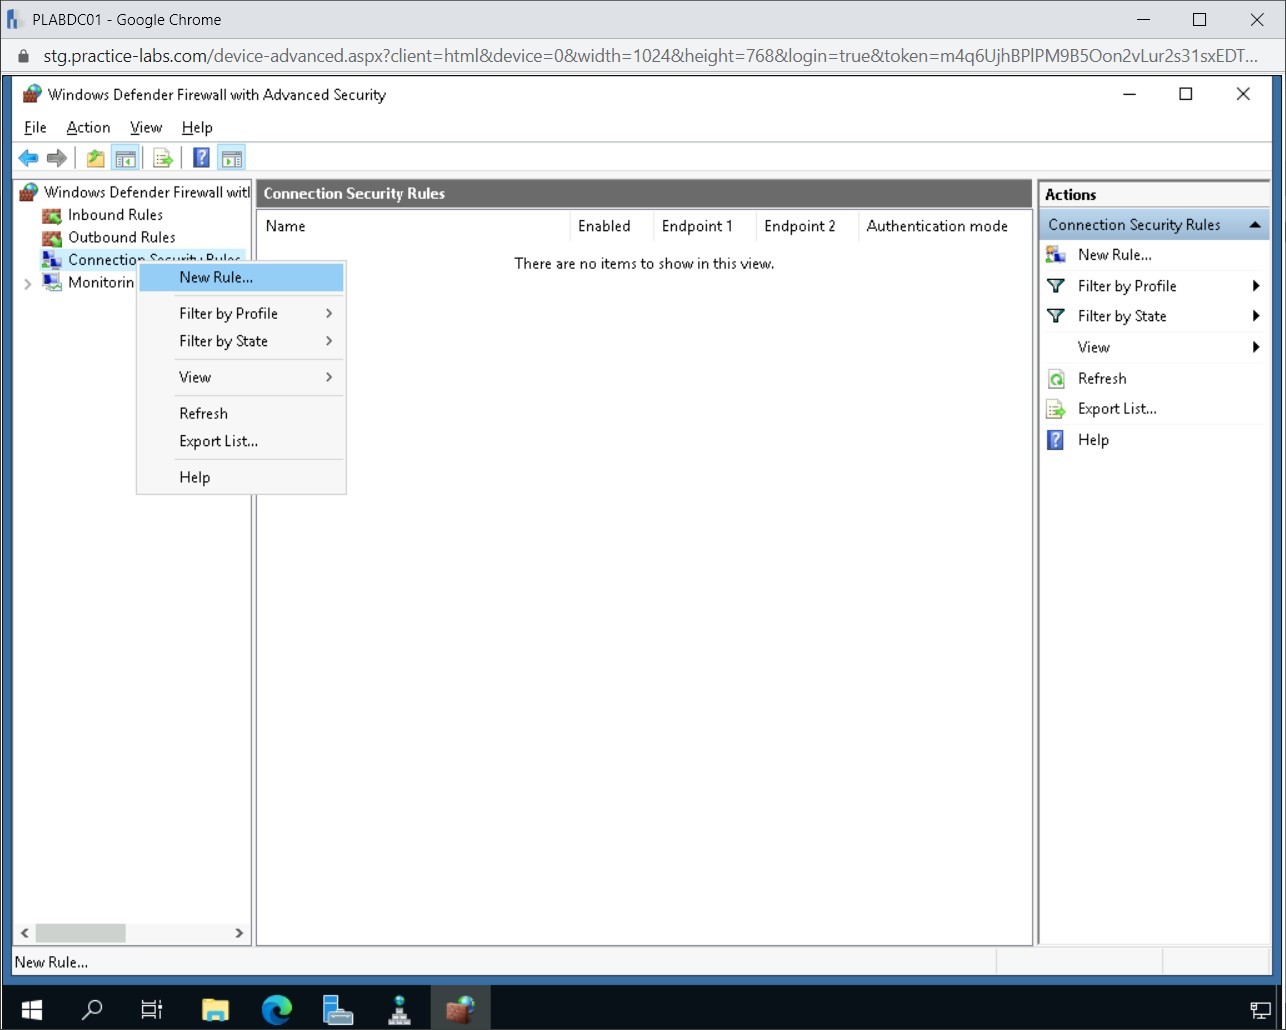 PLABDC01 - Google Chrome
stg.practice-labs.com/device-advanced.aspx?client=html&device=0&width=1024&height=768&login=true&token=m4q6UjhBPlPM9B5Oon2vLur2s31sxEDT...
Windows Defender Firewall with Advanced Security
File Action View Help
Windows Defender Firewall with
Inbound Rules
Outbound Rules
Connection Security Rules
Monitorin
New Rule...
Filter by Profile
Filter by State
View
Refresh
Export List...
Help
Connection Security Rules
Name Enabled Endpoint 1 Endpoint 2 Authentication mode
There are no items to show in this view.
Actions
Connection Security Rules
New Rule...
Filter by Profile
Filter by State
View
Refresh
Export List...
Help
New Rule...